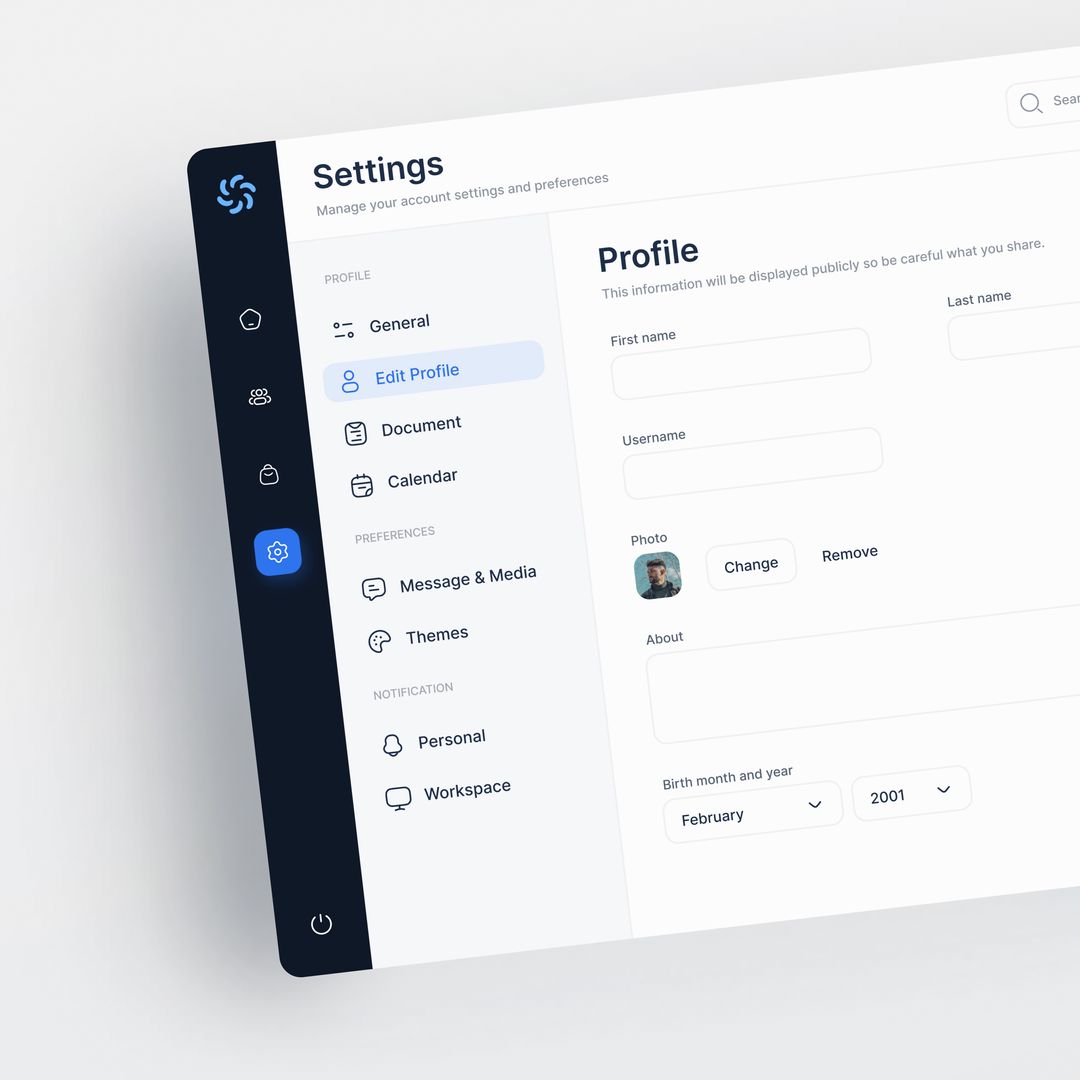 Settings
Manage your account settings and preferences
PROFILE
General
Edit Profile
Document
Calendar
PREFERENCES
Message & Media
Themes
NOTIFICATION
Personal
Workspace
Profile
This information will be displayed publicly so be careful what you share.
First name
Last name
Username
Photo
Change
Remove
About
Birth month and year
February
2001